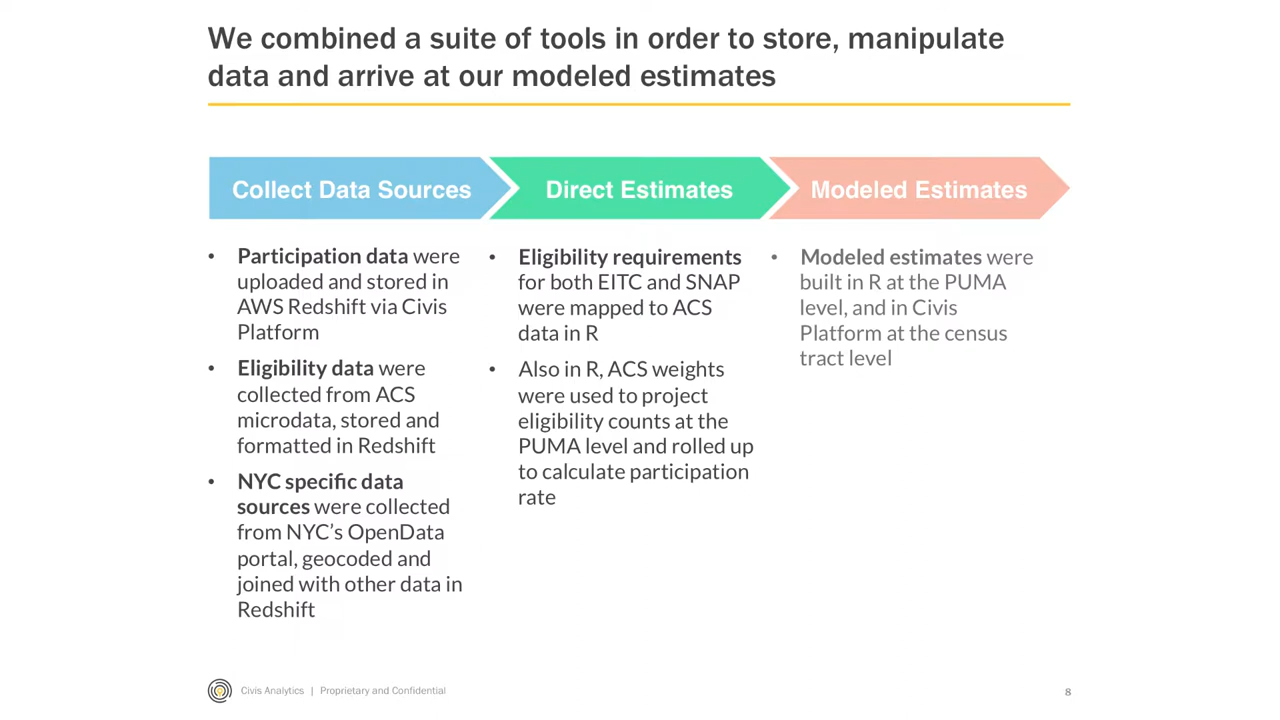 We combined a suite of tools in order to store, manipulate
data and arrive at our modeled estimates
Collect Data Sources
Direct Estimates
Modeled Estimates
• Participation data were
uploaded and stored in
AWS Redshift via Civis
Platform
• Eligibility data were
collected from ACS
microdata, stored and
formatted in Redshift
• NYC specific data
sources were collected
from NYC's OpenData
portal, geocoded and
joined with other data in
Redshift
• Eligibility requirements
for both EITC and SNAP
were mapped to ACS
data in R
• Also in R, ACS weights
were used to project
eligibility counts at the
PUMA level and rolled up
to calculate participation
rate
• Modeled estimates were
built in R at the PUMA
level, and in Civis
Platform at the census
tract level
Civis Analytics | Proprietary and Confidential
8